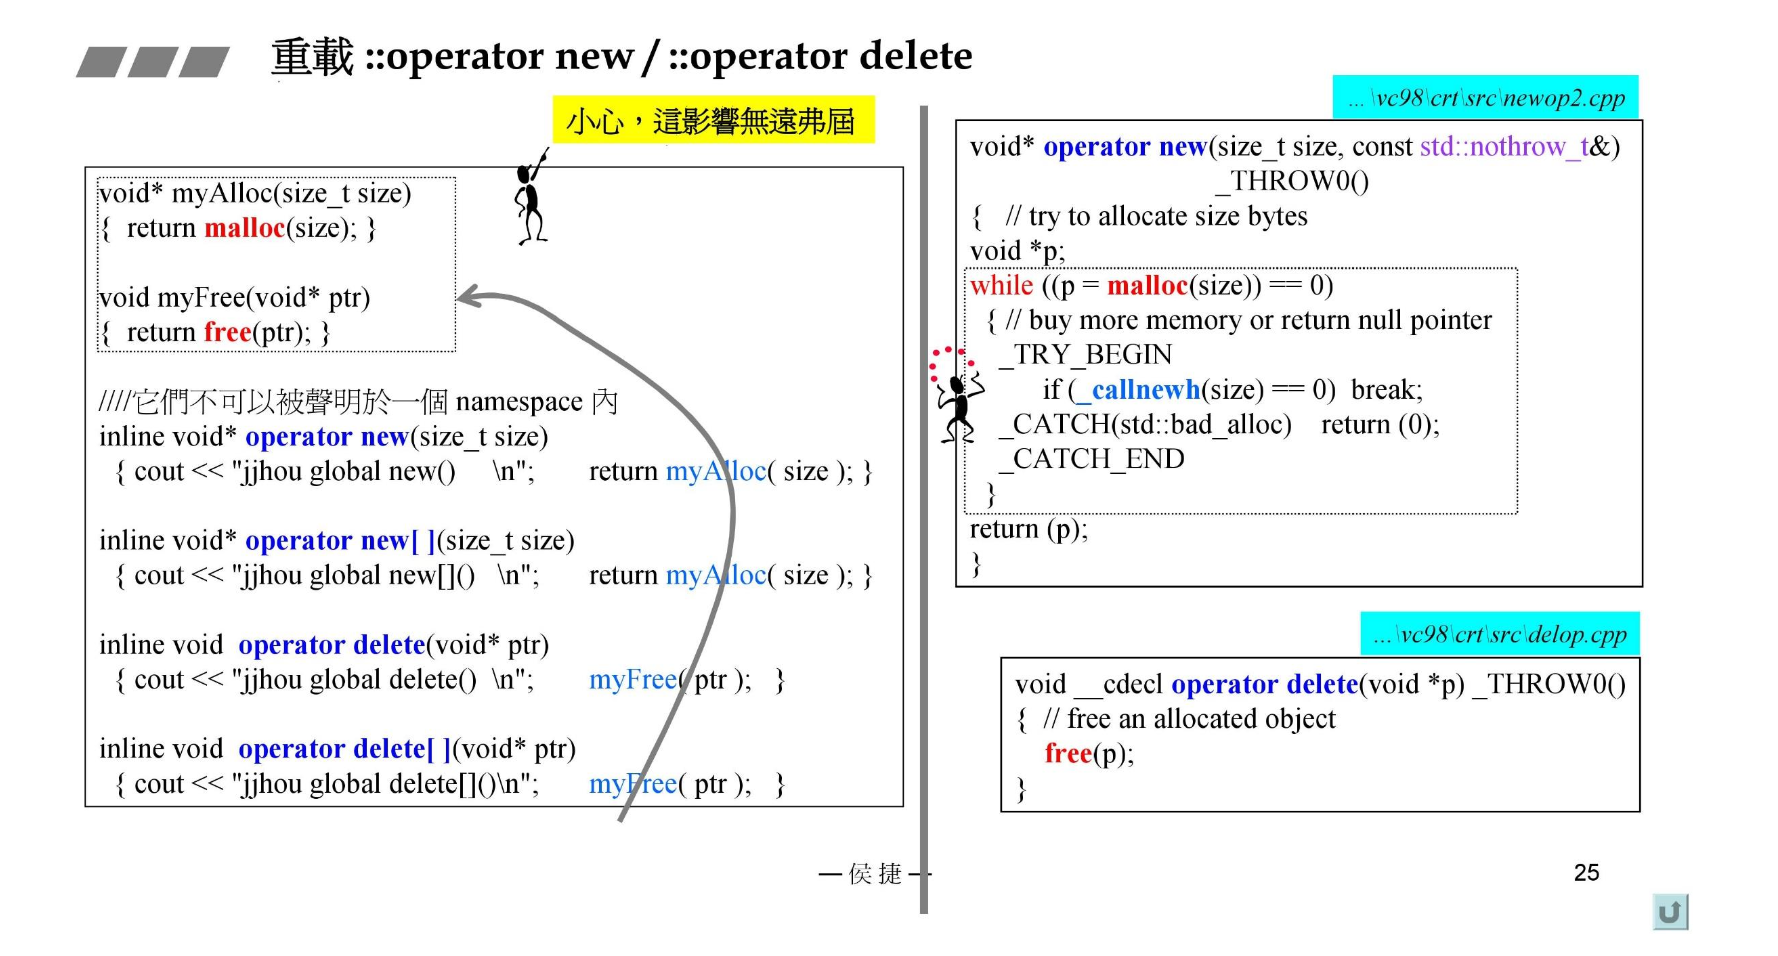 重載 ::operator new / ::operator delete
小心，這影響無遠弗屆
void* myAlloc(size_t size)
{ return malloc(size); }
void myFree(void* ptr)
{ return free(ptr); }
////它們不可以被聲明於一個 namespace 內
inline void* operator new(size_t size)
{ cout << "jjhou global new() \n"; return myAlloc( size ); }
inline void* operator new[ ](size_t size)
{ cout << "jjhou global new[]() \n"; return myAlloc( size ); }
inline void operator delete(void* ptr)
{ cout << "jjhou global delete() \n"; myFree( ptr ); }
inline void operator delete[ ](void* ptr)
{ cout << "jjhou global delete[]()\n"; myFree( ptr ); }
...\vc98\crt\src\newop2.cpp
void* operator new(size_t size, const std::nothrow_t&)
_THROW0()
{ // try to allocate size bytes
void *p;
while ((p = malloc(size)) == 0)
{ // buy more memory or return null pointer
_TRY_BEGIN
if (_callnewh(size) == 0) break;
_CATCH(std::bad_alloc) return (0);
_CATCH_END
}
return (p);
}
...\vc98\crt\src\delop.cpp
void __cdecl operator delete(void *p) _THROW0()
{ // free an allocated object
free(p);
}
— 侯 捷 —
25